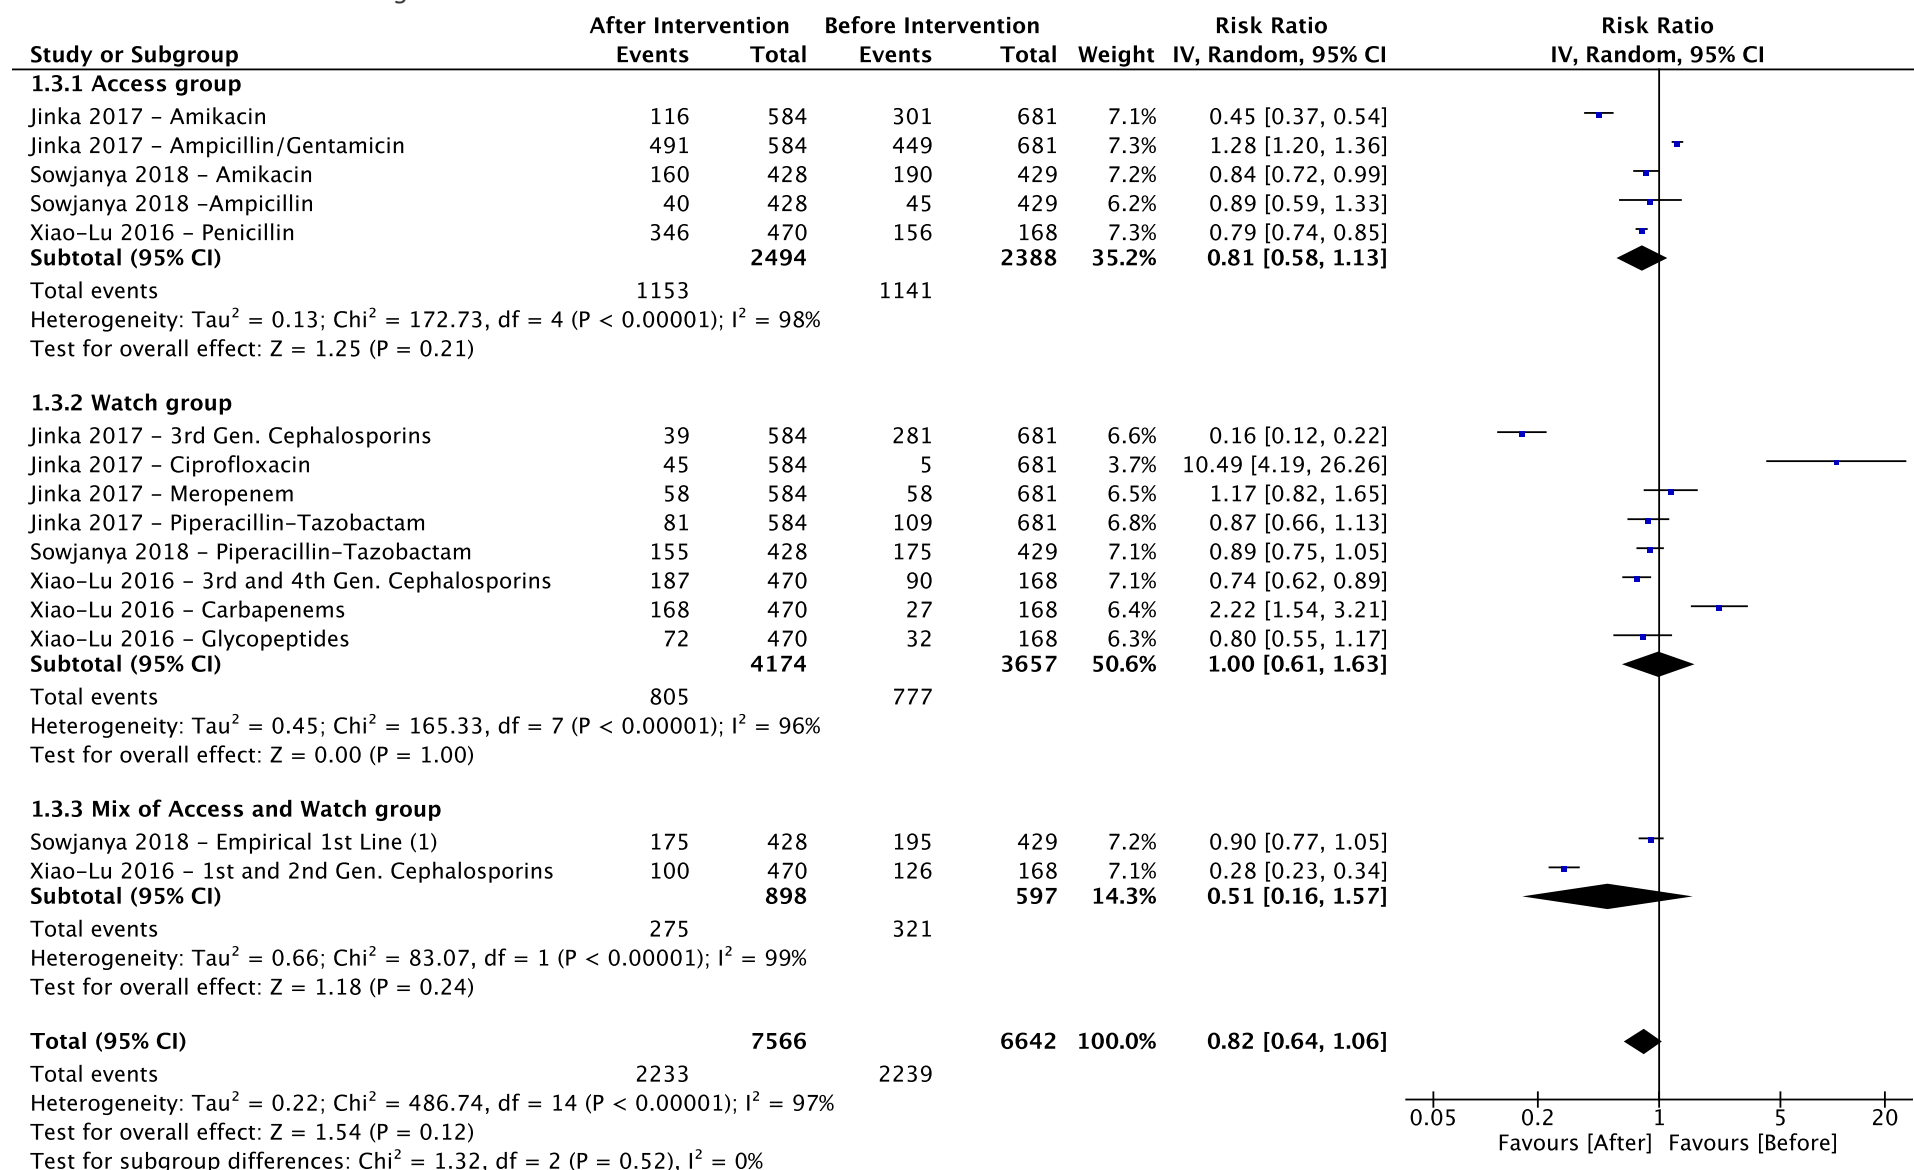 After Intervention Before Intervention Risk Ratio Risk Ratio
Study or Subgroup Events Total Events Total Weight IV, Random, 95% CI IV, Random, 95% CI
1.3.1 Access group
Jinka 2017 – Amikacin 116 584 301 681 7.1% 0.45 [0.37, 0.54]
Jinka 2017 – Ampicillin/Gentamicin 491 584 449 681 7.3% 1.28 [1.20, 1.36]
Sowjanya 2018 – Amikacin 160 428 190 429 7.2% 0.84 [0.72, 0.99]
Sowjanya 2018 –Ampicillin 40 428 45 429 6.2% 0.89 [0.59, 1.33]
Xiao-Lu 2016 – Penicillin 346 470 156 168 7.3% 0.79 [0.74, 0.85]
Subtotal (95% CI) 2494 2388 35.2% 0.81 [0.58, 1.13]
Total events 1153 1141
Heterogeneity: Tau² = 0.13; Chi² = 172.73, df = 4 (P < 0.00001); I² = 98%
Test for overall effect: Z = 1.25 (P = 0.21)
1.3.2 Watch group
Jinka 2017 – 3rd Gen. Cephalosporins 39 584 281 681 6.6% 0.16 [0.12, 0.22]
Jinka 2017 – Ciprofloxacin 45 584 5 681 3.7% 10.49 [4.19, 26.26]
Jinka 2017 – Meropenem 58 584 58 681 6.5% 1.17 [0.82, 1.65]
Jinka 2017 – Piperacillin-Tazobactam 81 584 109 681 6.8% 0.87 [0.66, 1.13]
Sowjanya 2018 – Piperacillin-Tazobactam 155 428 175 429 7.1% 0.89 [0.75, 1.05]
Xiao-Lu 2016 – 3rd and 4th Gen. Cephalosporins 187 470 90 168 7.1% 0.74 [0.62, 0.89]
Xiao-Lu 2016 – Carbapenems 168 470 27 168 6.4% 2.22 [1.54, 3.21]
Xiao-Lu 2016 – Glycopeptides 72 470 32 168 6.3% 0.80 [0.55, 1.17]
Subtotal (95% CI) 4174 3657 50.6% 1.00 [0.61, 1.63]
Total events 805 777
Heterogeneity: Tau² = 0.45; Chi² = 165.33, df = 7 (P < 0.00001); I² = 96%
Test for overall effect: Z = 0.00 (P = 1.00)
1.3.3 Mix of Access and Watch group
Sowjanya 2018 – Empirical 1st Line (1) 175 428 195 429 7.2% 0.90 [0.77, 1.05]
Xiao-Lu 2016 – 1st and 2nd Gen. Cephalosporins 100 470 126 168 7.1% 0.28 [0.23, 0.34]
Subtotal (95% CI) 898 597 14.3% 0.51 [0.16, 1.57]
Total events 275 321
Heterogeneity: Tau² = 0.66; Chi² = 83.07, df = 1 (P < 0.00001); I² = 99%
Test for overall effect: Z = 1.18 (P = 0.24)
Total (95% CI) 7566 6642 100.0% 0.82 [0.64, 1.06]
Total events 2233 2239
Heterogeneity: Tau² = 0.22; Chi² = 486.74, df = 14 (P < 0.00001); I² = 97%
Test for overall effect: Z = 1.54 (P = 0.12)
Test for subgroup differences: Chi² = 1.32, df = 2 (P = 0.52), I² = 0%
0.05 0.2 1 5 20
Favours [After] Favours [Before]